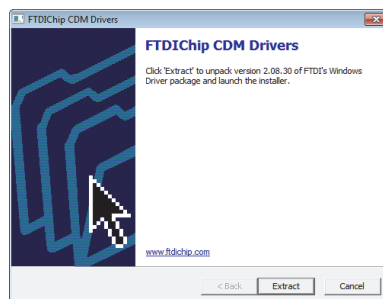 FTDIChip CDM Drivers
FTDIChip CDM Drivers
Click 'Extract' to unpack version 2.08.30 of FTDI's Windows
Driver package and launch the installer.
www.ftdichip.com
< Back Extract Cancel